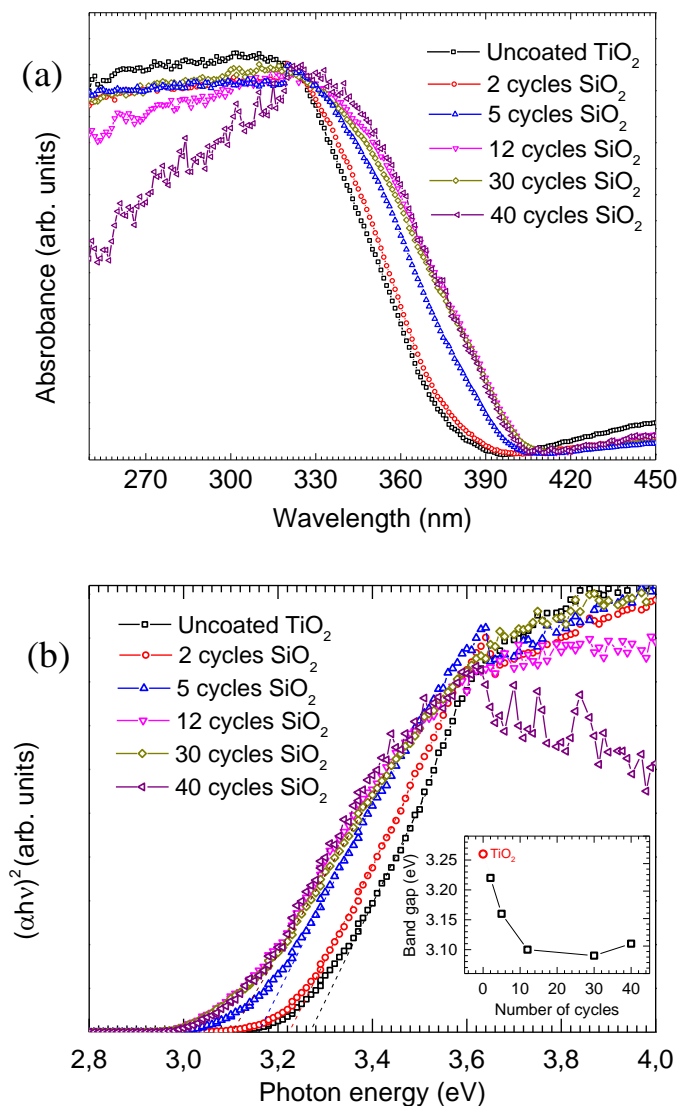 (a)
Uncoated TiO₂
2 cycles SiO₂
5 cycles SiO₂
12 cycles SiO₂
30 cycles SiO₂
40 cycles SiO₂
Absrobance (arb. units)
270 300 330 360 390 420 450
Wavelength (nm)
(b)
Uncoated TiO₂
2 cycles SiO₂
5 cycles SiO₂
12 cycles SiO₂
30 cycles SiO₂
40 cycles SiO₂
(αhν)² (arb. units)
TiO₂
3.25
3.20
3.15
3.10
Band gap (eV)
0 10 20 30 40
Number of cycles
2,8 3,0 3,2 3,4 3,6 3,8 4,0
Photon energy (eV)